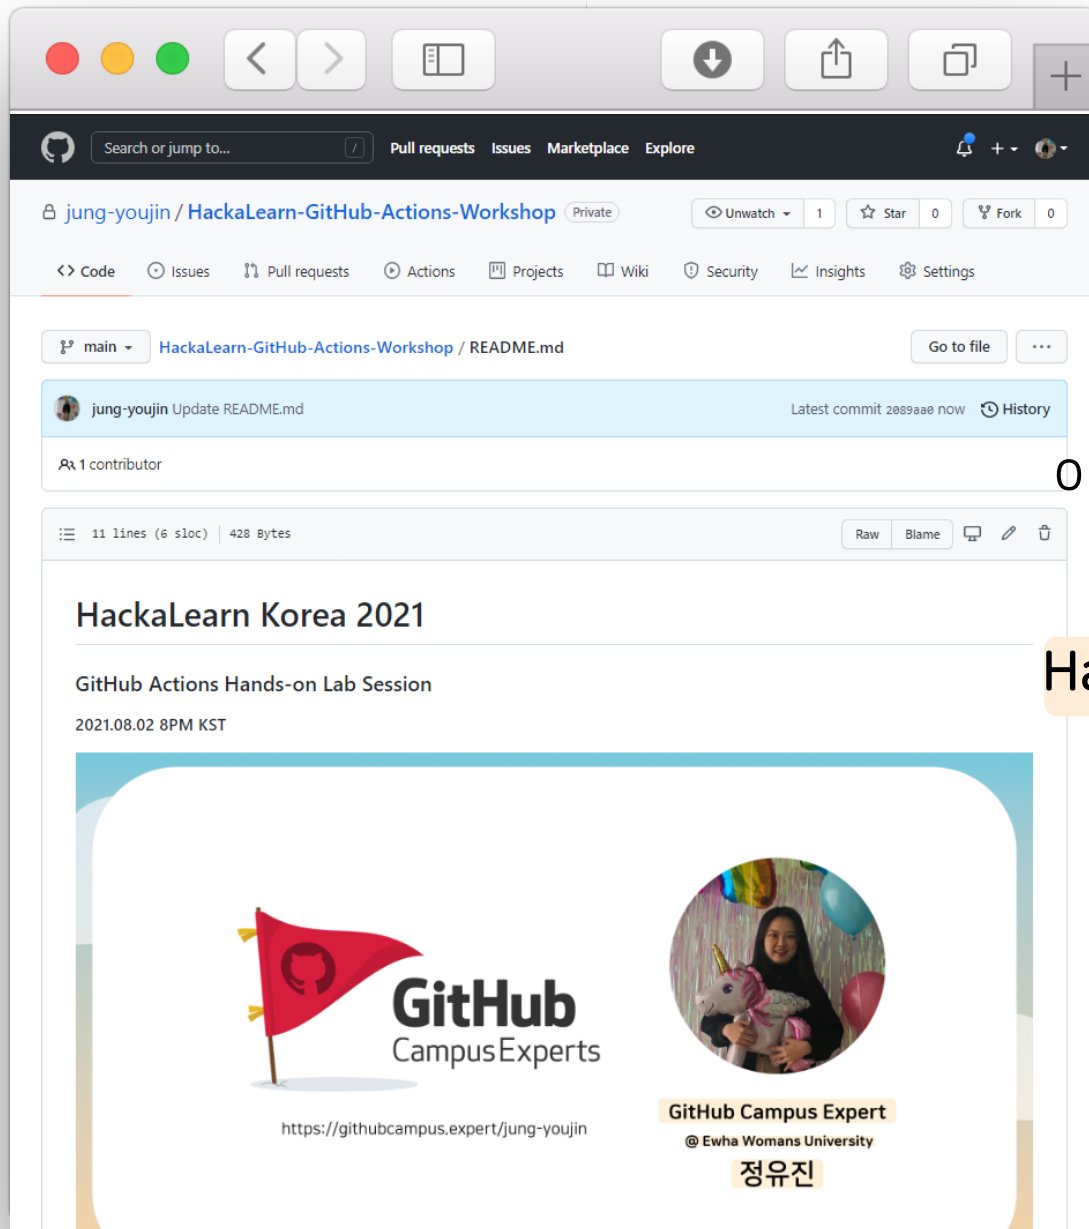 Search or jump to... /
Pull requests Issues Marketplace Explore
jung-youjin / HackaLearn-GitHub-Actions-Workshop Private
Unwatch 1 Star 0 Fork 0
Code Issues Pull requests Actions Projects Wiki Security Insights Settings
main HackaLearn-GitHub-Actions-Workshop / README.md Go to file ...
jung-youjin Update README.md Latest commit 2089aa0 now History
1 contributor
11 lines (6 sloc) 428 Bytes Raw Blame
HackaLearn Korea 2021
GitHub Actions Hands-on Lab Session
2021.08.02 8PM KST
GitHub
Campus Experts
https://githubcampus.expert/jung-youjin
GitHub Campus Expert
@ Ewha Womans University
정유진